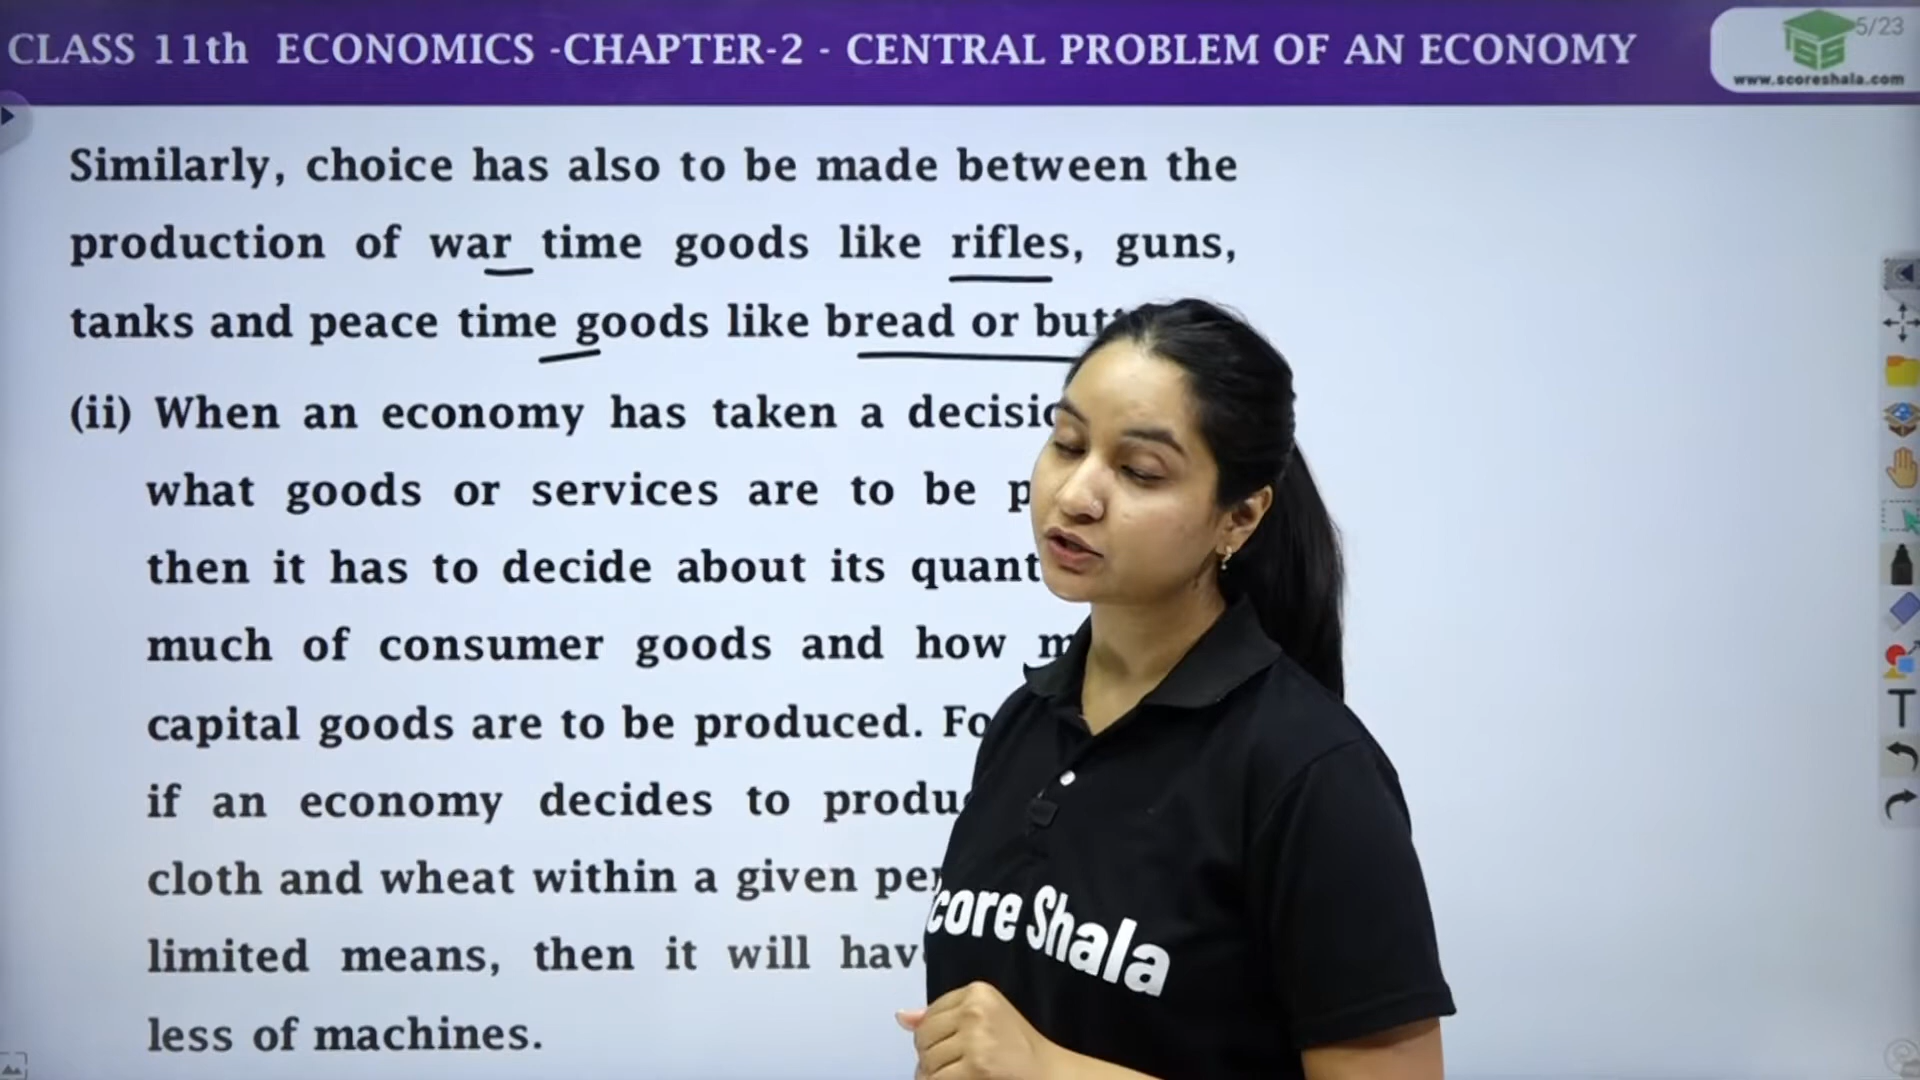 CLASS 11th ECONOMICS -CHAPTER-2 - CENTRAL PROBLEM OF AN ECONOMY
5/23
SS
www.scoreshala.com
Similarly, choice has also to be made between the
production of war time goods like rifles, guns,
tanks and peace time goods like bread or
(ii) When an economy has taken a
what goods or services are to be
then it has to decide about its
much of consumer goods and how
capital goods are to be produced.
if an economy decides to
cloth and wheat within a given
limited means, then it will
less of machines.
Shala
T